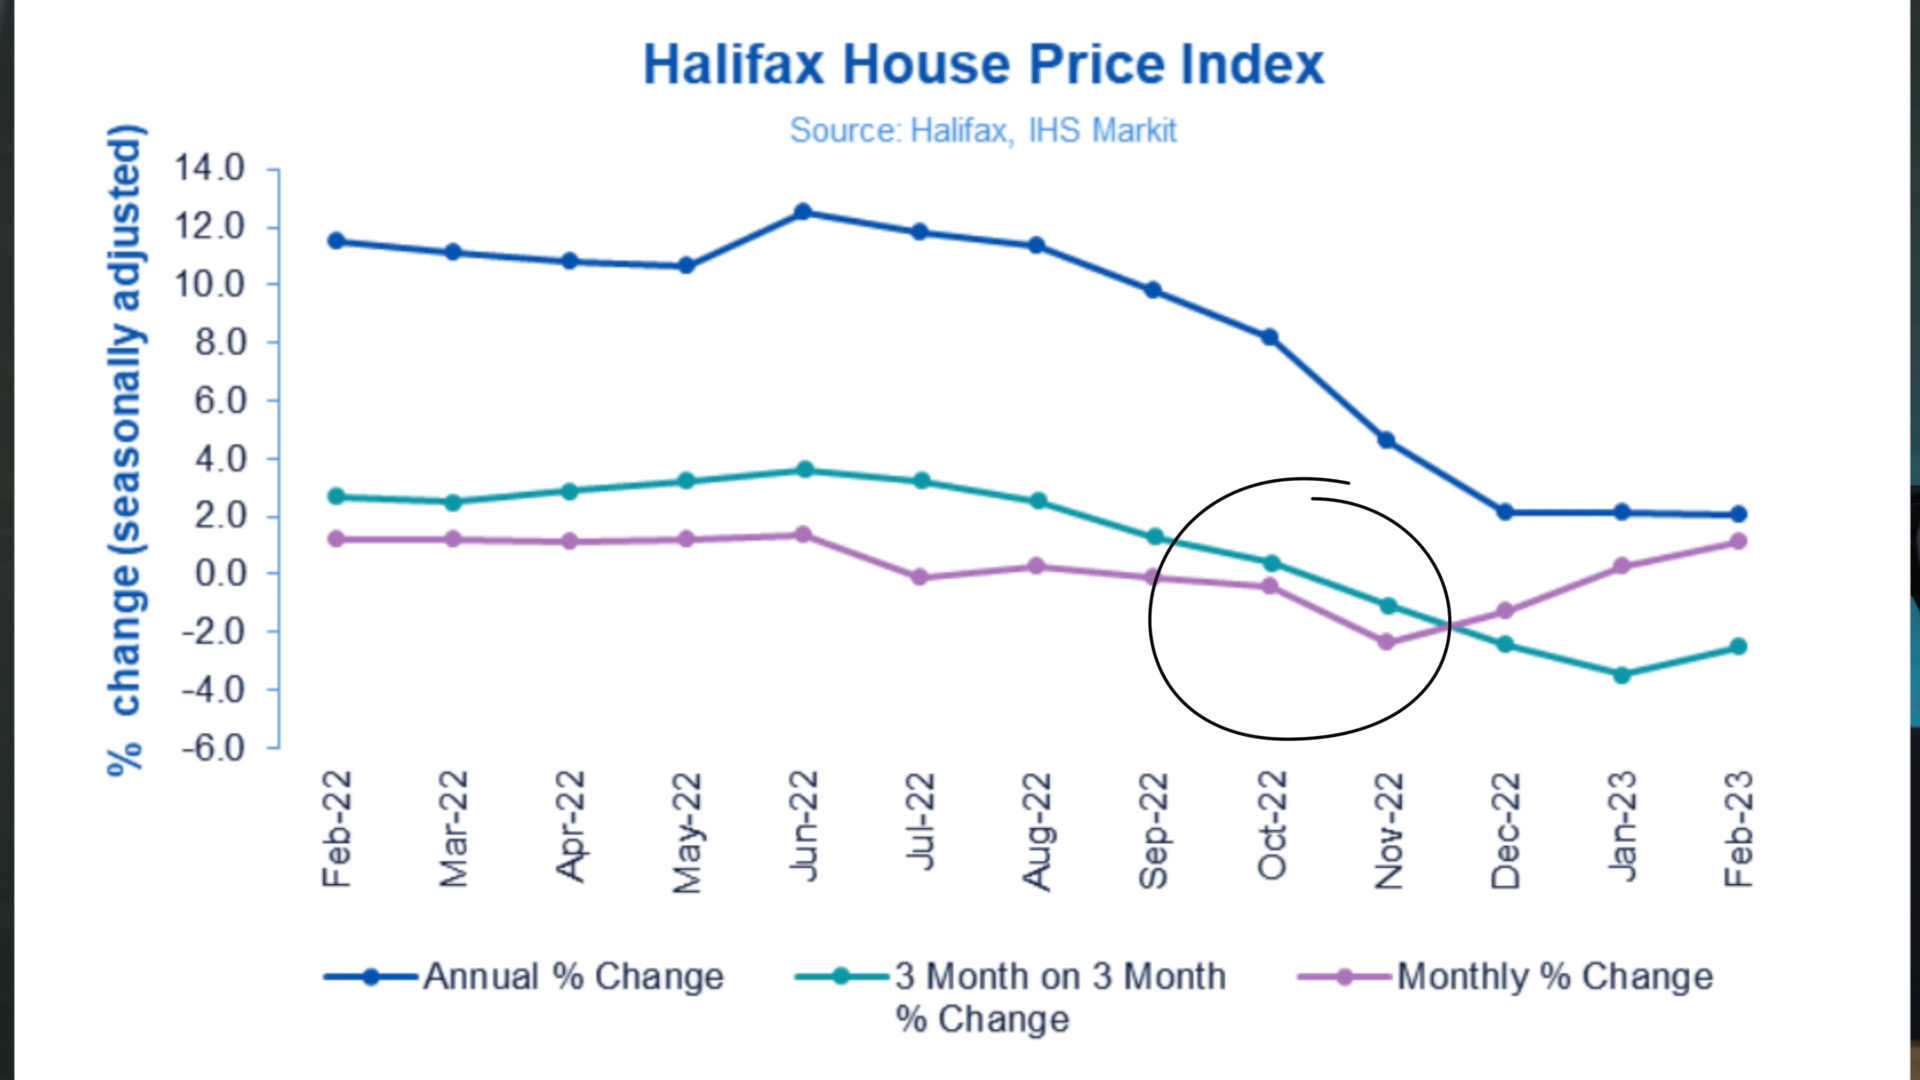 Halifax House Price Index
Source: Halifax, IHS Markit
% change (seasonally adjusted)
14.0
12.0
10.0
8.0
6.0
4.0
2.0
0.0
-2.0
-4.0
-6.0
Feb-22
Mar-22
Apr-22
May-22
Jun-22
Jul-22
Aug-22
Sep-22
Oct-22
Nov-22
Dec-22
Jan-23
Feb-23
Annual % Change
3 Month on 3 Month
% Change
Monthly % Change